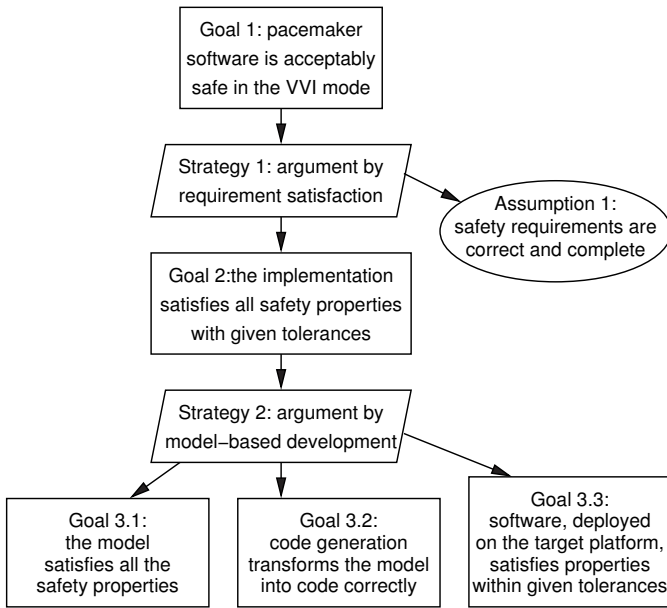 Goal 1: pacemaker
software is acceptably
safe in the VVI mode
Strategy 1: argument by
requirement satisfaction
Assumption 1:
safety requirements are
correct and complete
Goal 2:the implementation
satisfies all safety properties
with given tolerances
Strategy 2: argument by
model−based development
Goal 3.1:
the model
satisfies all the
safety properties
Goal 3.2:
code generation
transforms the model
into code correctly
Goal 3.3:
software, deployed
on the target platform,
satisfies properties
within given tolerances